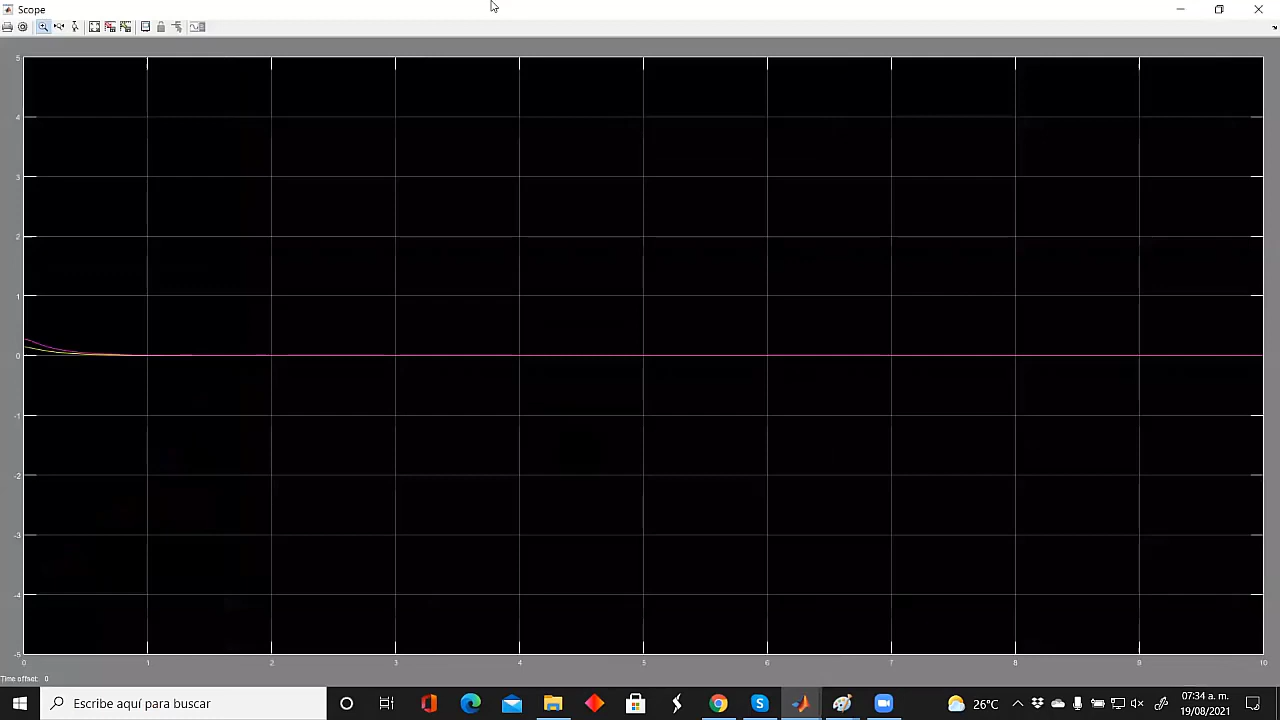 Scope
5
4
3
2
1
0
-1
-2
-3
-4
-5
0 1 2 3 4 5 6 7 8 9 10
Time offset: 0
Escribe aquí para buscar
26°C
07:34 a. m.
19/08/2021